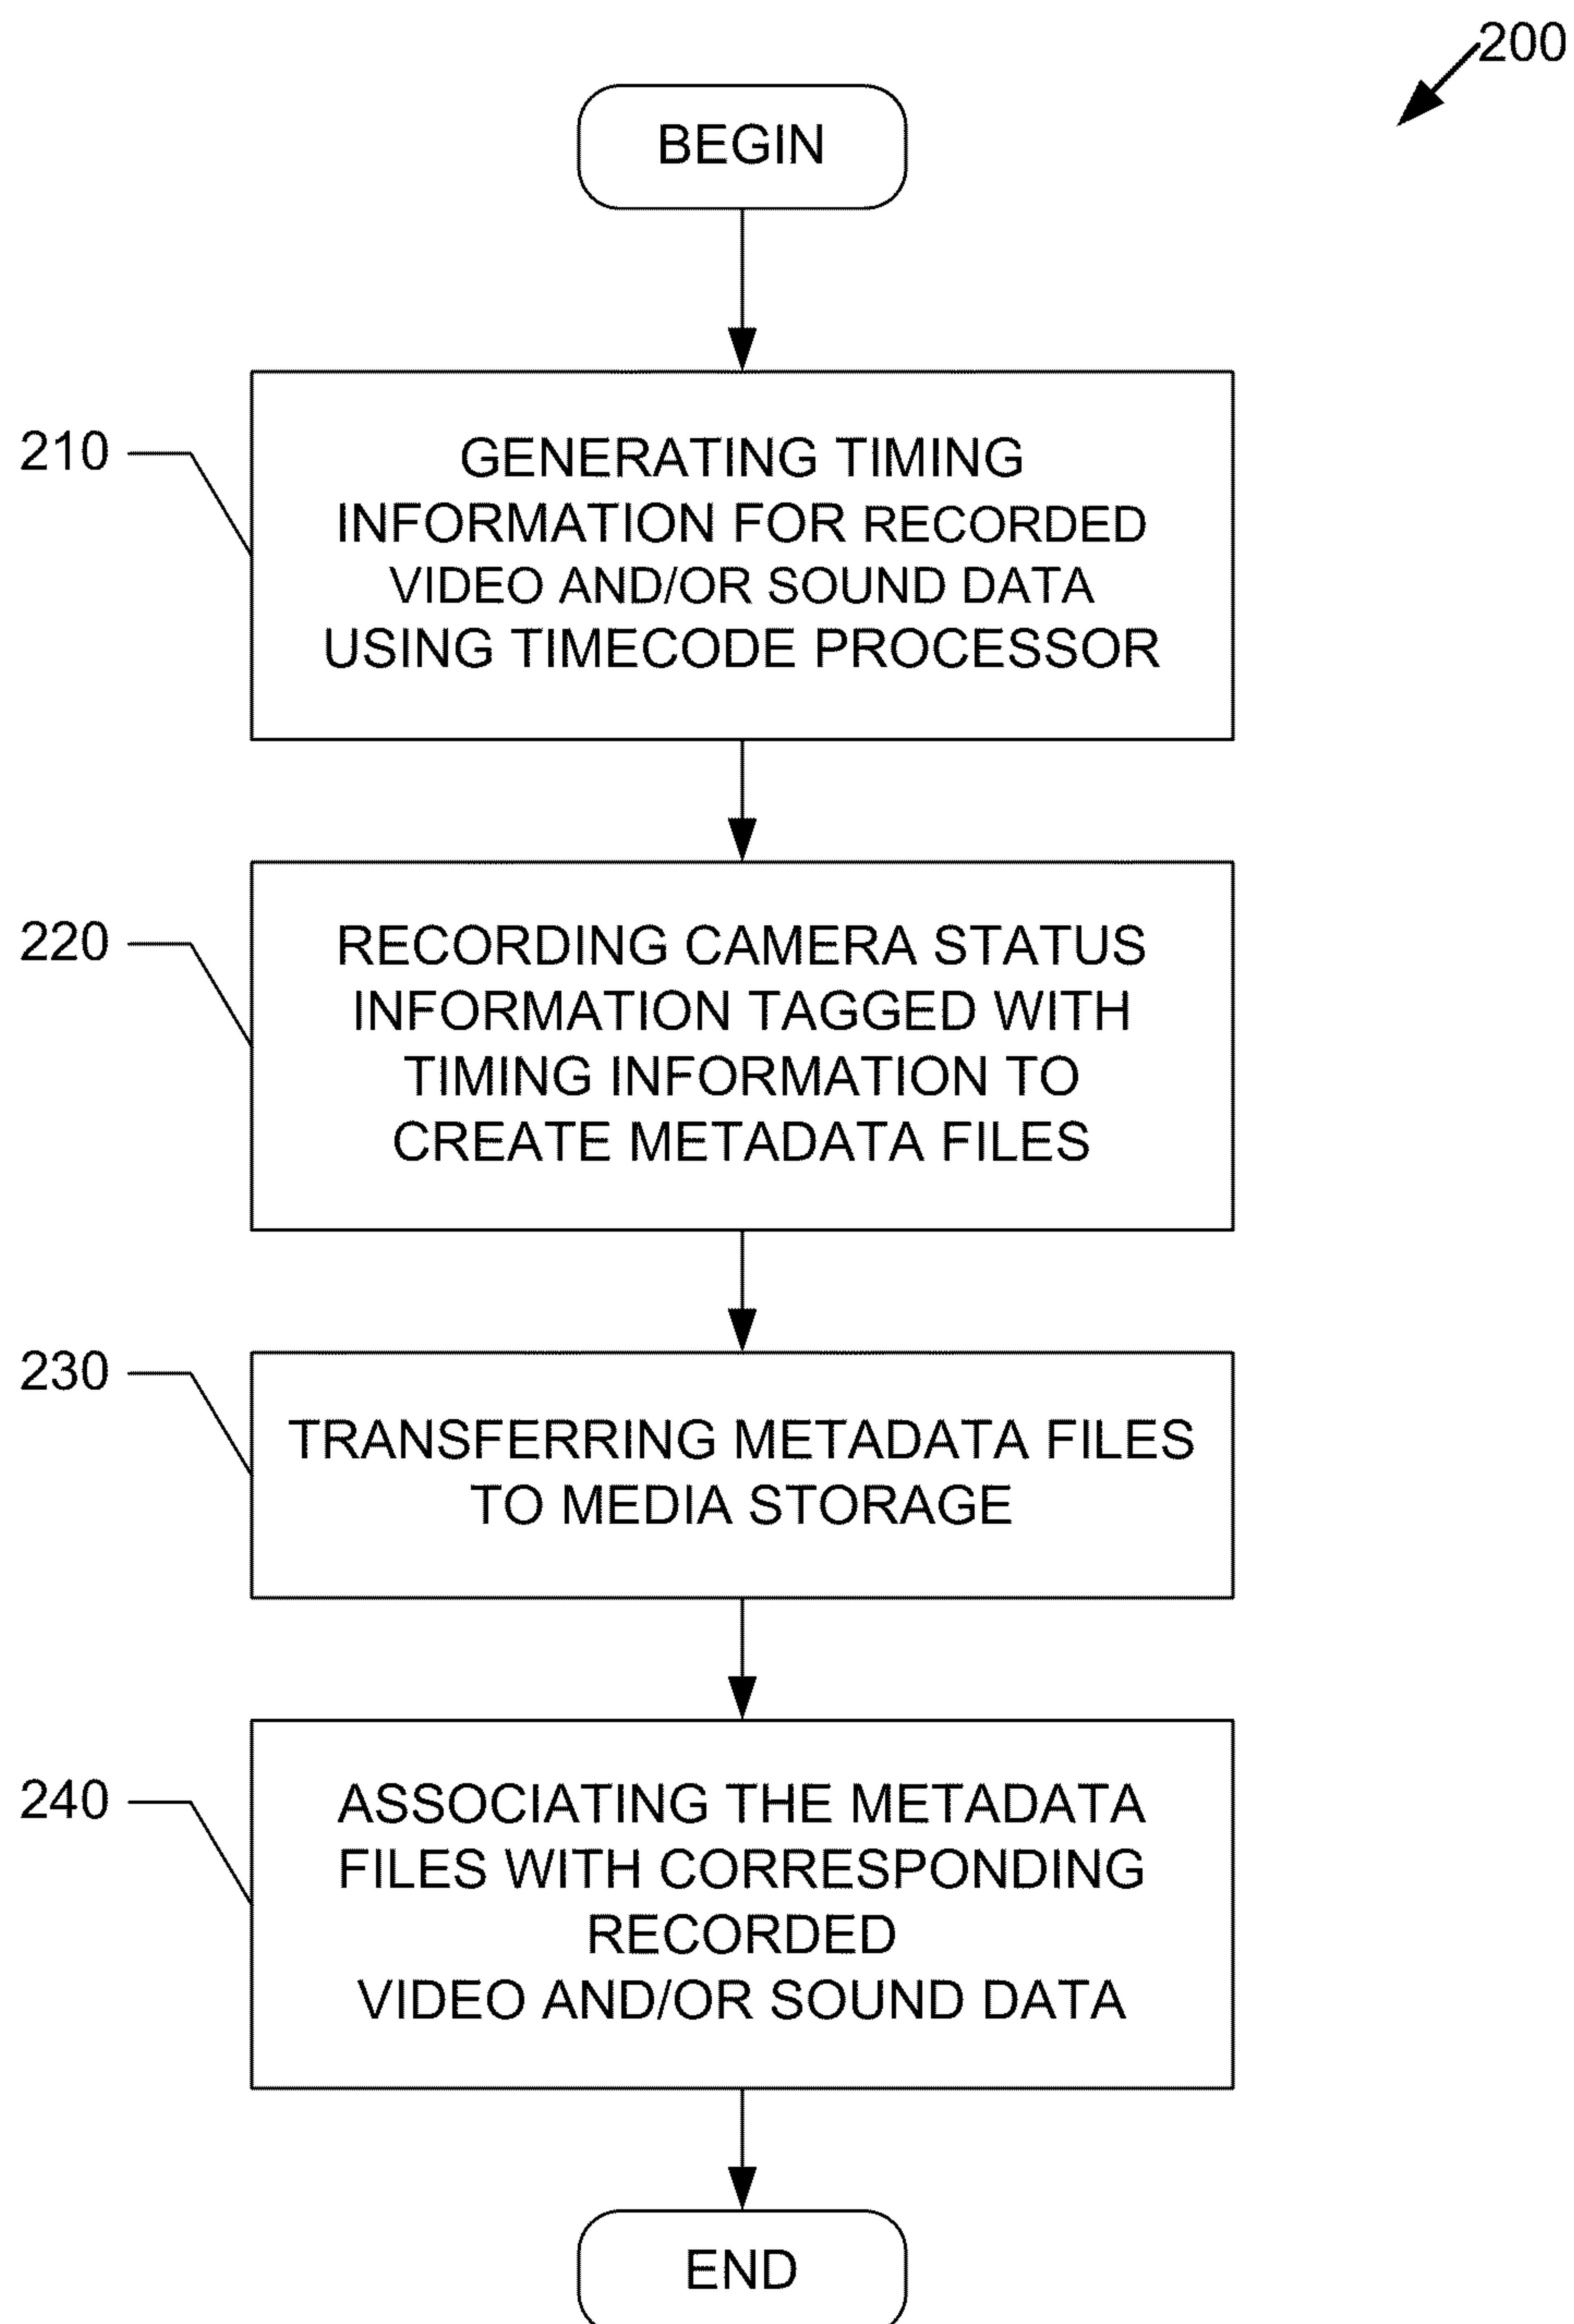 200
BEGIN
210
GENERATING TIMING
INFORMATION FOR RECORDED
VIDEO AND/OR SOUND DATA
USING TIMECODE PROCESSOR
220
RECORDING CAMERA STATUS
INFORMATION TAGGED WITH
TIMING INFORMATION TO
CREATE METADATA FILES
230
TRANSFERRING METADATA FILES
TO MEDIA STORAGE
240
ASSOCIATING THE METADATA
FILES WITH CORRESPONDING
RECORDED
VIDEO AND/OR SOUND DATA
END